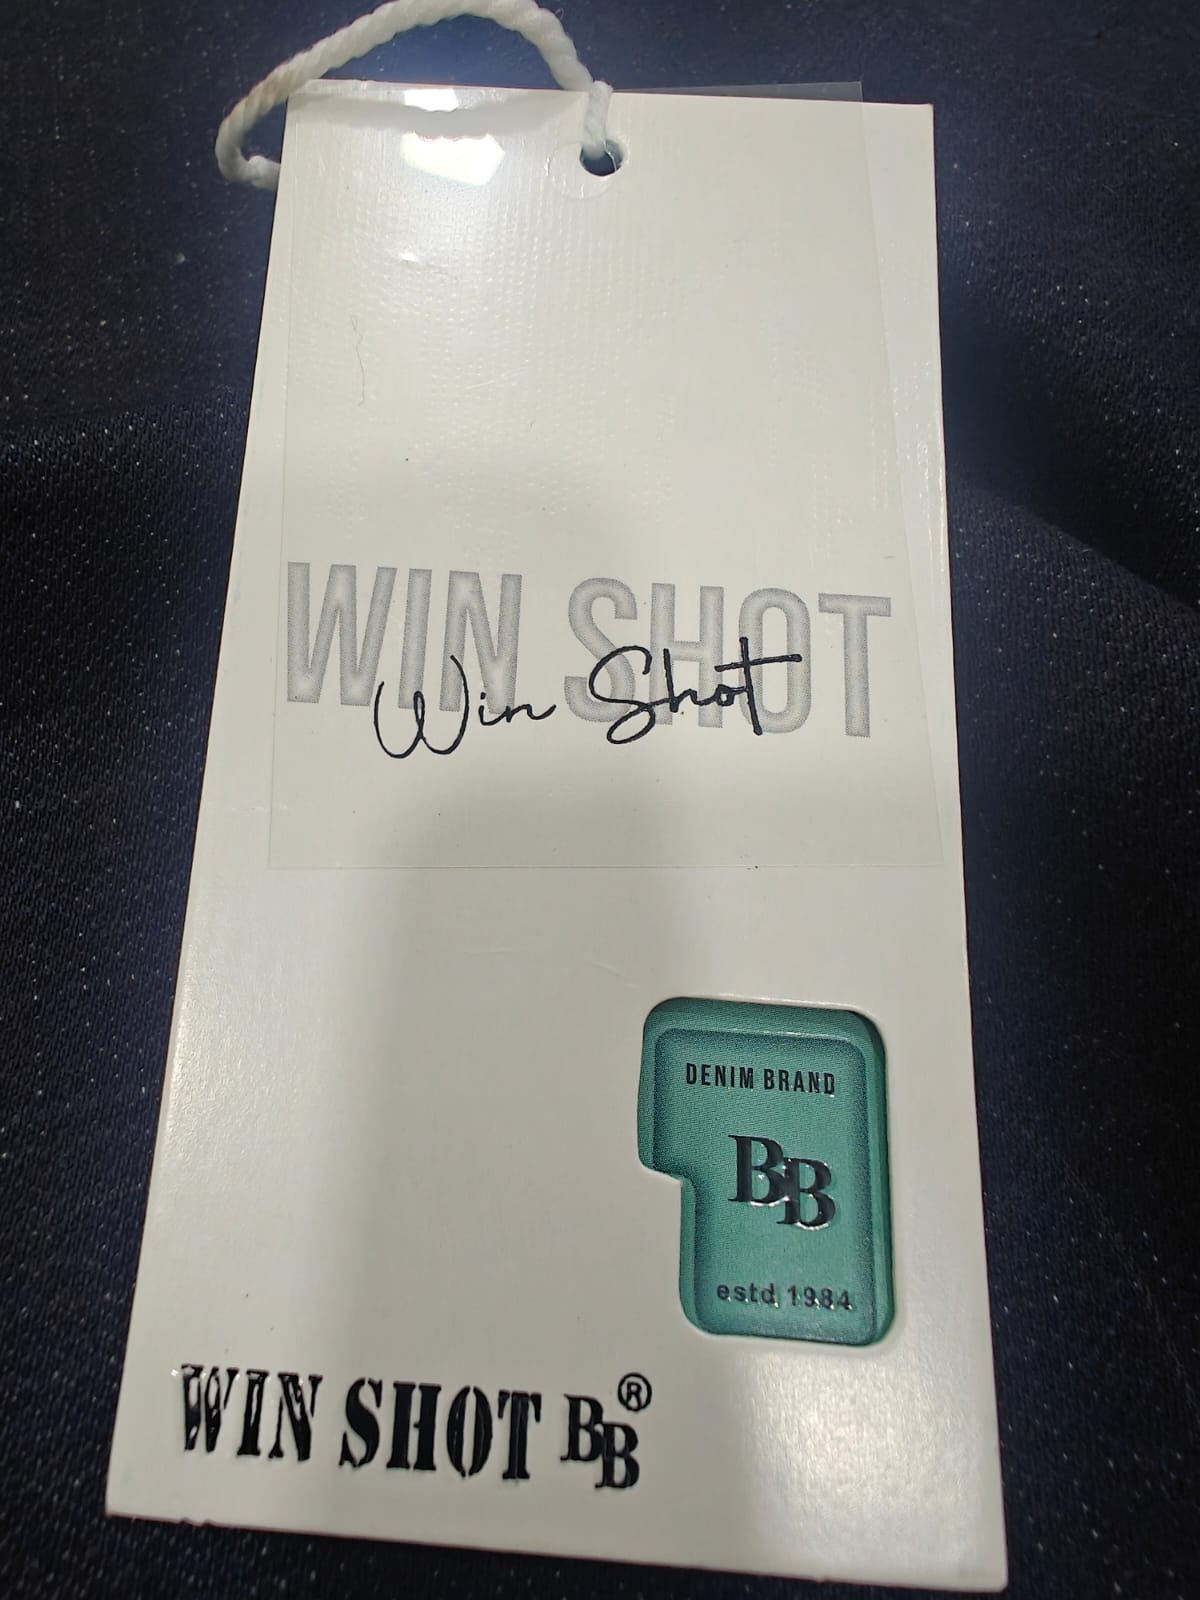 WIN SHOT
Win Shot
DENIM BRAND
BB
estd 1984
WIN SHOT BB®